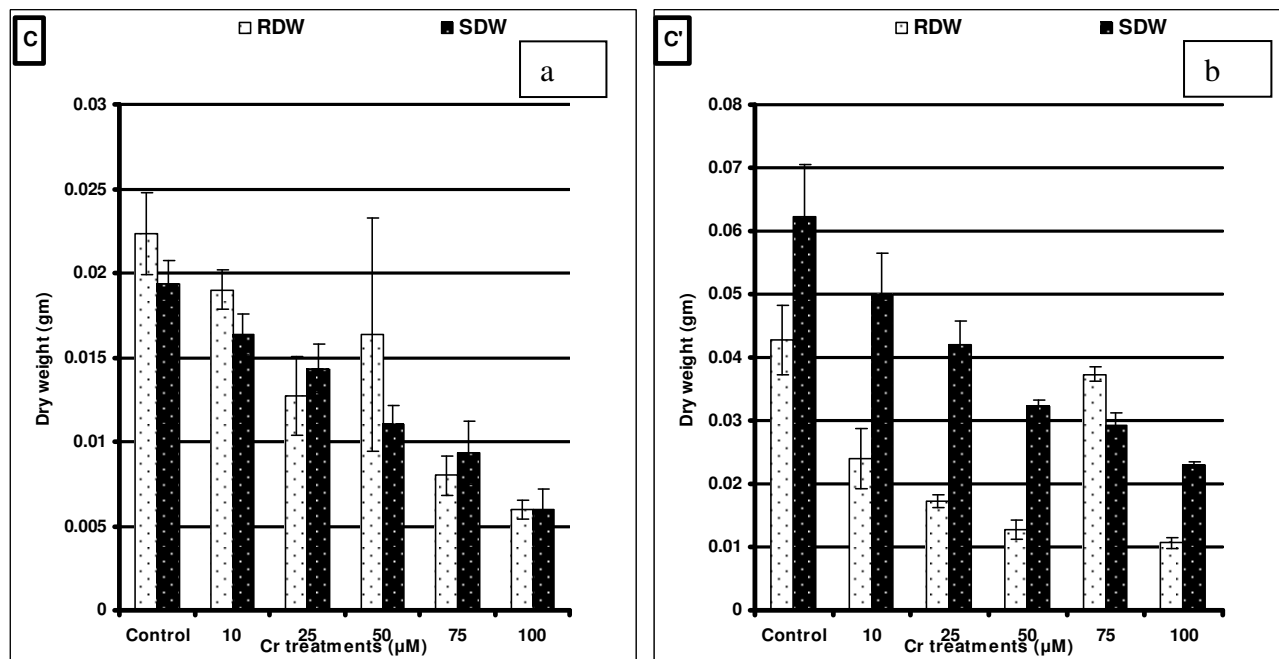 C
RDW SDW
a
0.03
0.025
0.02
0.015
0.01
0.005
0
Dry weight (gm)
Control 10 25 50 75 100
Cr treatments (µM)
C'
RDW SDW
b
0.08
0.07
0.06
0.05
0.04
0.03
0.02
0.01
0
Dry weight (gm)
Control 10 25 50 75 100
Cr treatments (µM)